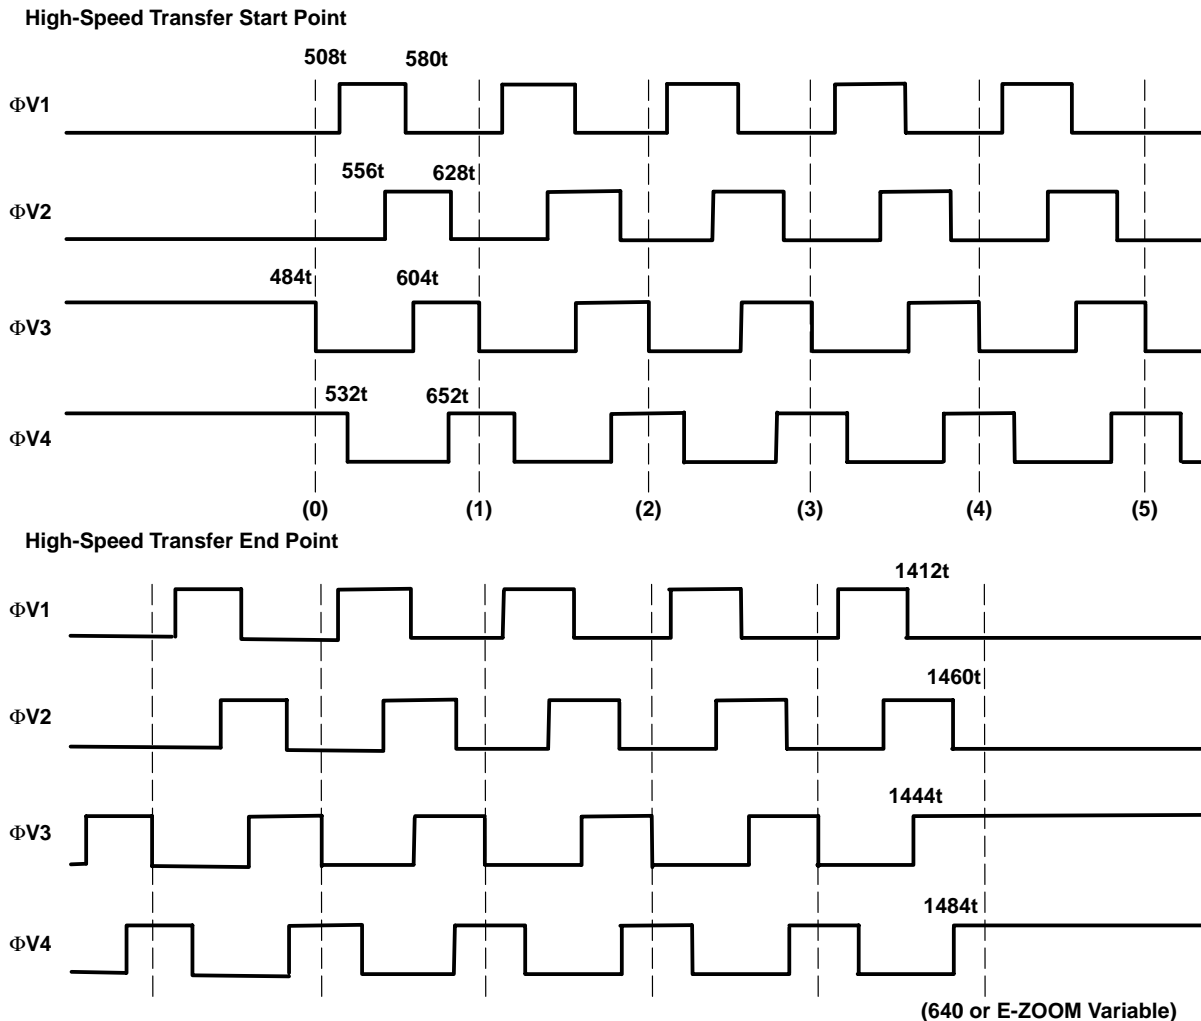 High-Speed Transfer Start Point
508t 580t
ΦV1
556t 628t
ΦV2
484t 604t
ΦV3
532t 652t
ΦV4
(0) (1) (2) (3) (4) (5)
High-Speed Transfer End Point
1412t
ΦV1
1460t
ΦV2
1444t
ΦV3
1484t
ΦV4
(640 or E-ZOOM Variable)